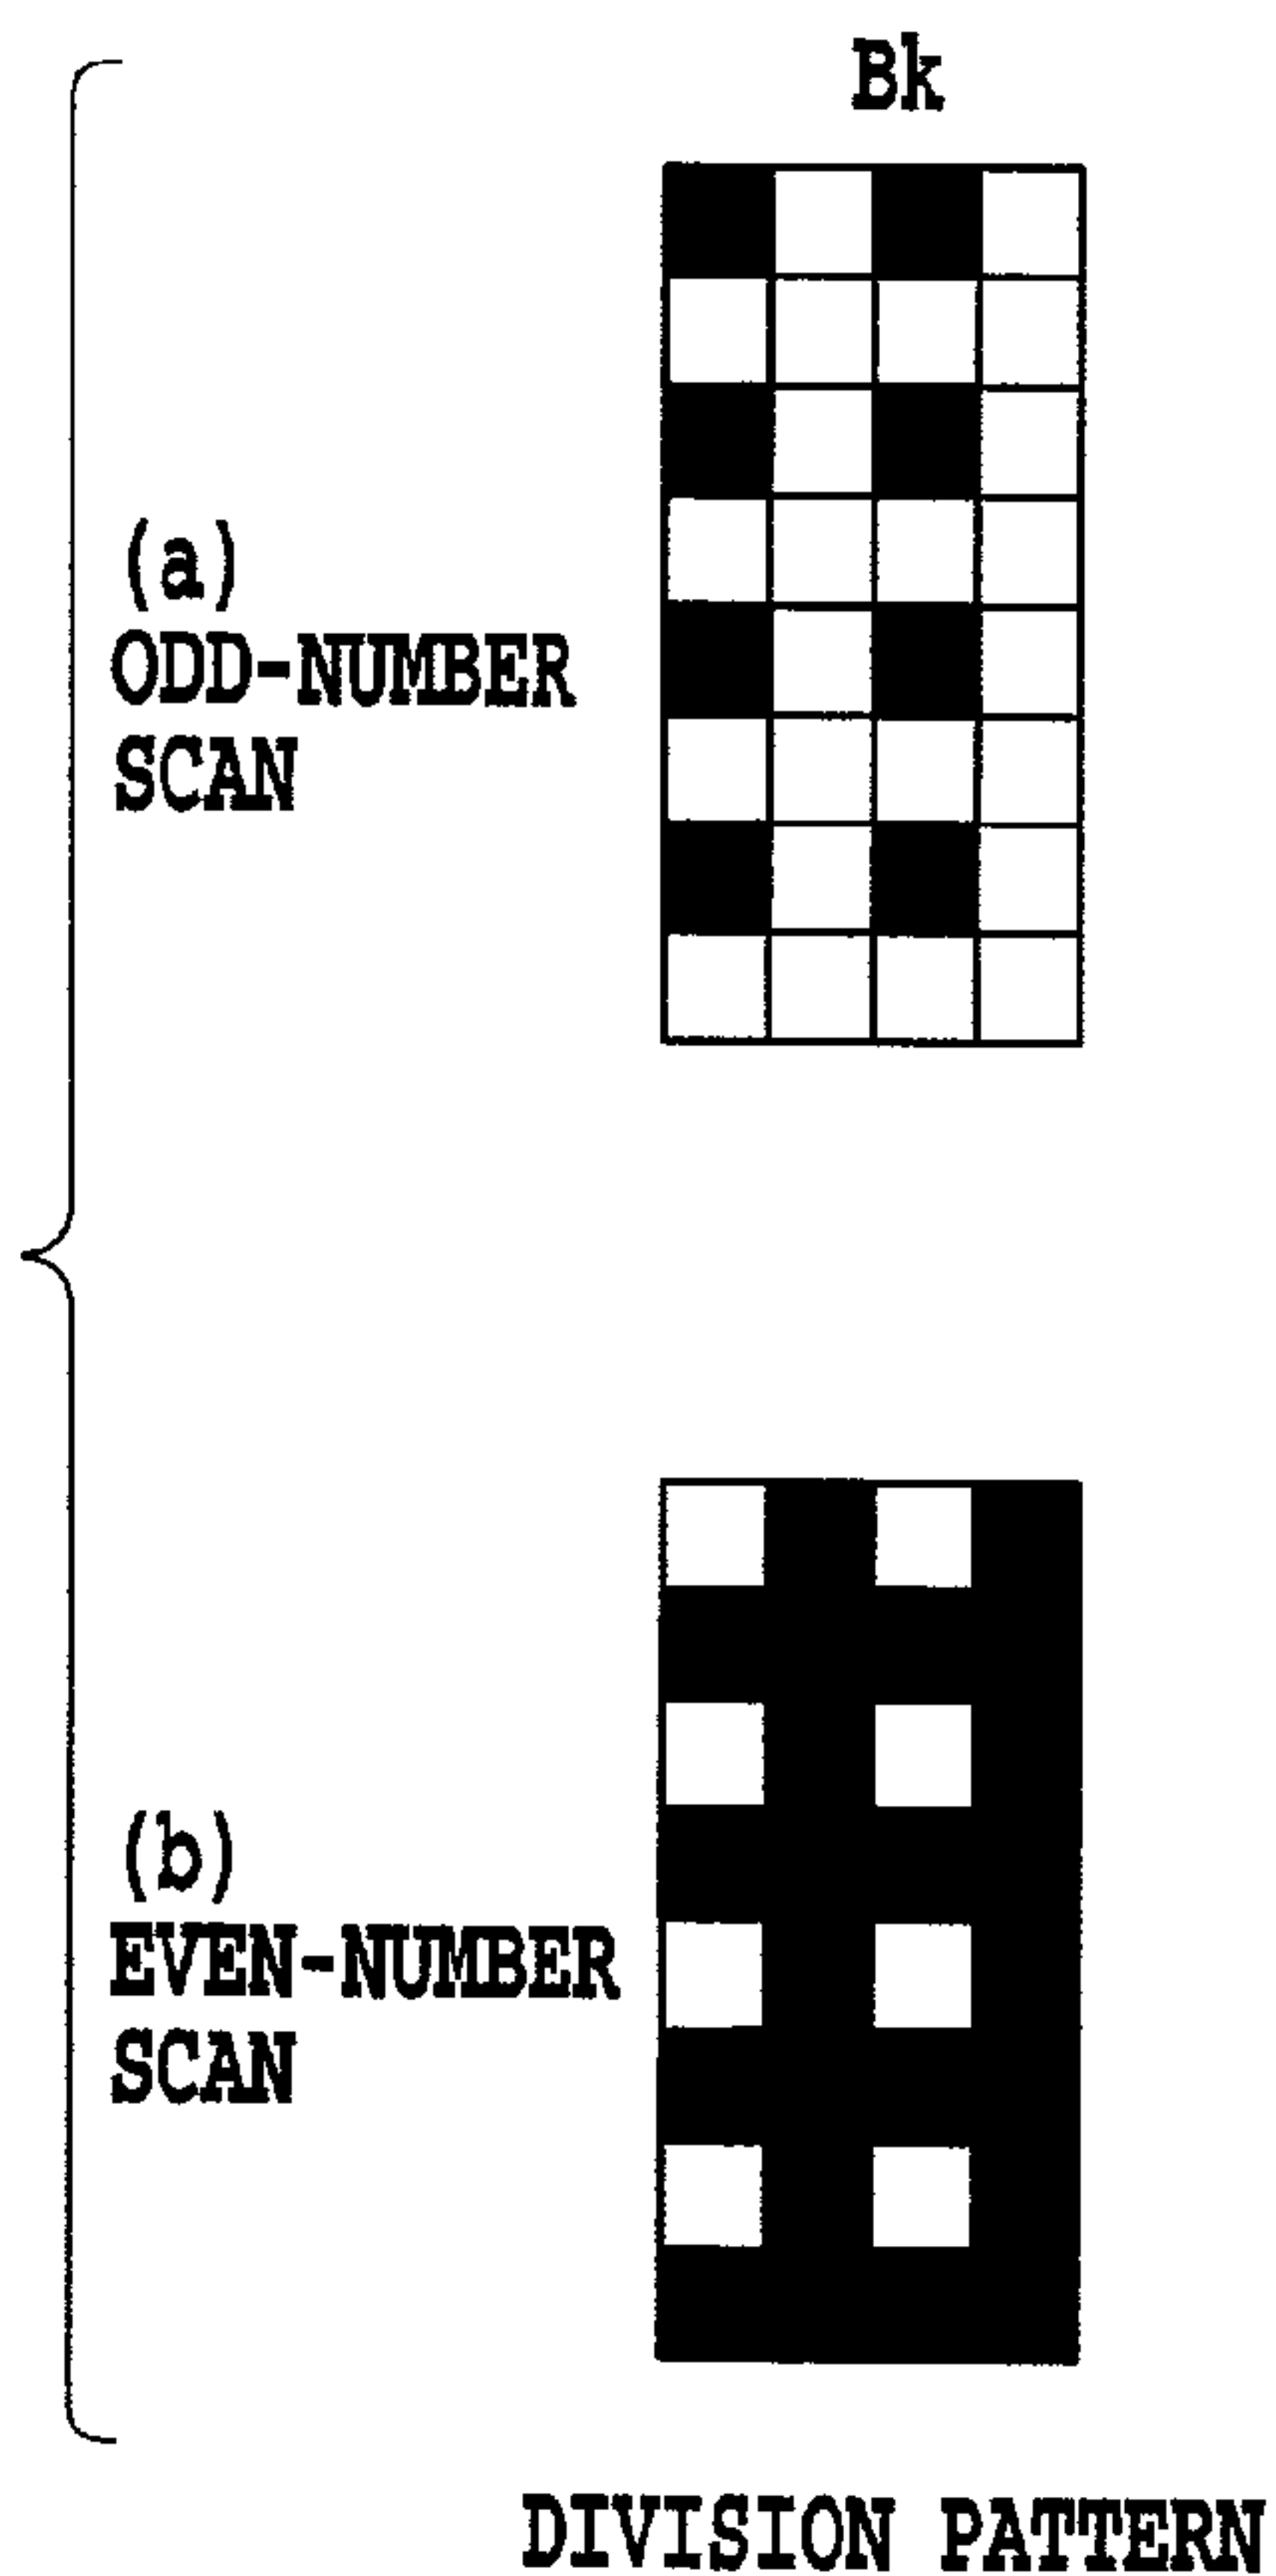 Bk
(a)
ODD-NUMBER
SCAN
(b)
EVEN-NUMBER
SCAN
DIVISION PATTERN